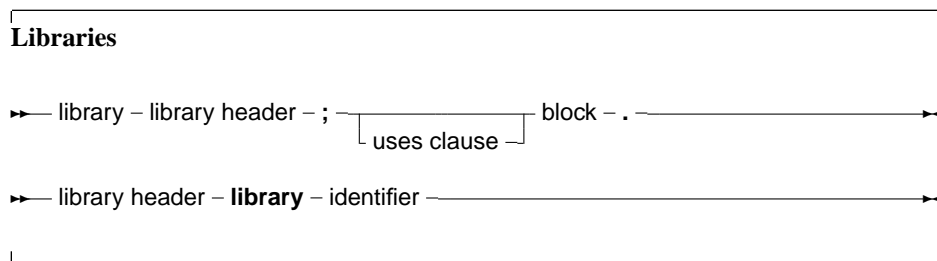 Libraries
library – library header – ; block – .
uses clause
library header – library – identifier